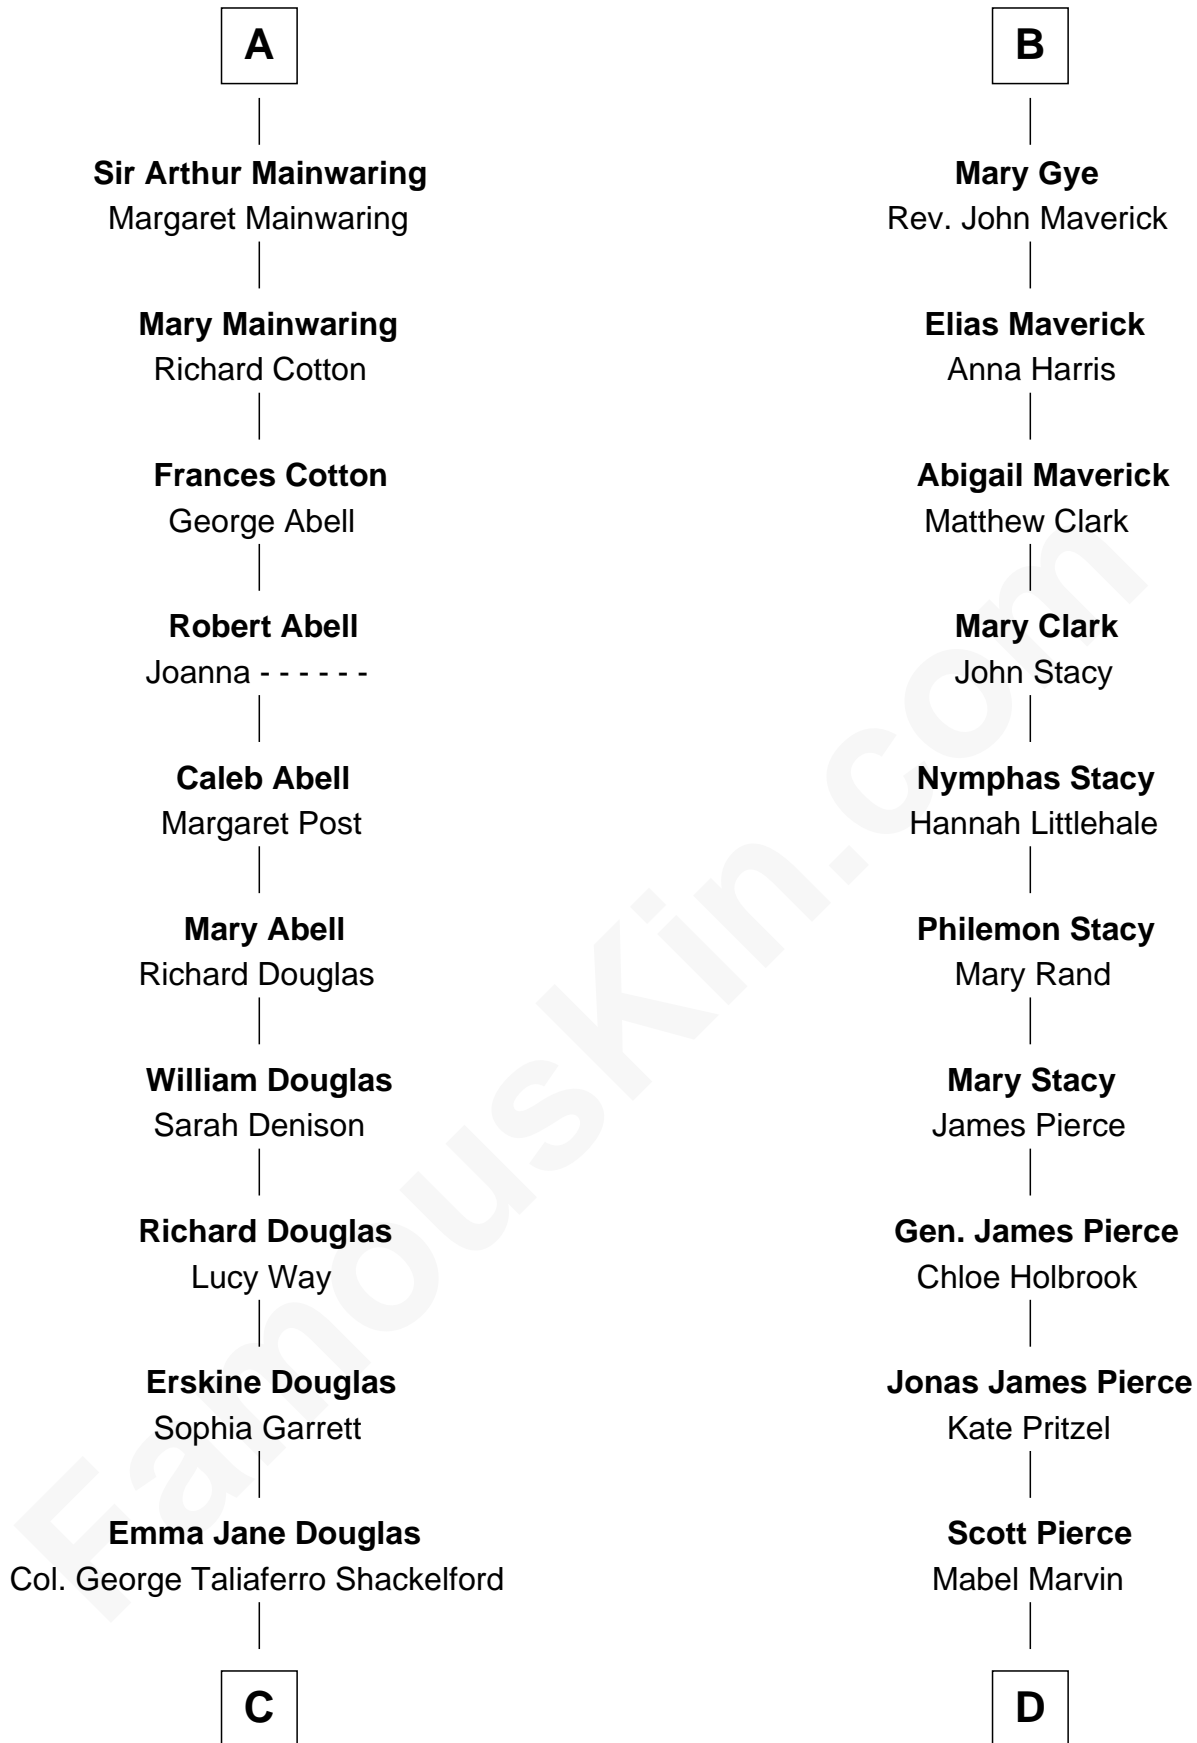 A
Sir Arthur Mainwaring
Margaret Mainwaring
Mary Mainwaring
Richard Cotton
Frances Cotton
George Abell
Robert Abell
Joanna - - - - - -
Caleb Abell
Margaret Post
Mary Abell
Richard Douglas
William Douglas
Sarah Denison
Richard Douglas
Lucy Way
Erskine Douglas
Sophia Garrett
Emma Jane Douglas
Col. George Taliaferro Shackelford
C
B
Mary Gye
Rev. John Maverick
Elias Maverick
Anna Harris
Abigail Maverick
Matthew Clark
Mary Clark
John Stacy
Nymphas Stacy
Hannah Littlehale
Philemon Stacy
Mary Rand
Mary Stacy
James Pierce
Gen. James Pierce
Chloe Holbrook
Jonas James Pierce
Kate Pritzel
Scott Pierce
Mabel Marvin
D
FamousKin.com